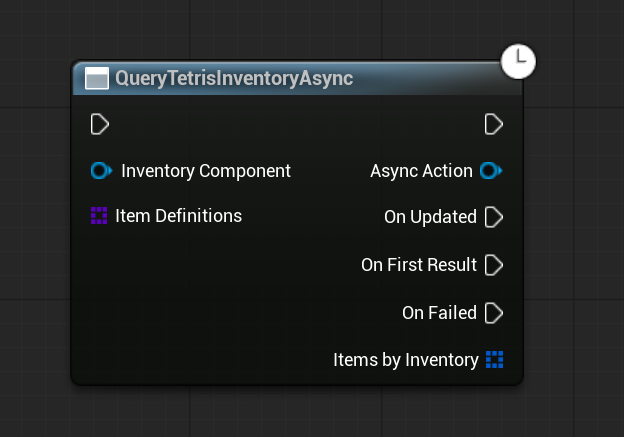 QueryTetrisInventoryAsync
Inventory Component
Async Action
Item Definitions
On Updated
On First Result
On Failed
Items by Inventory